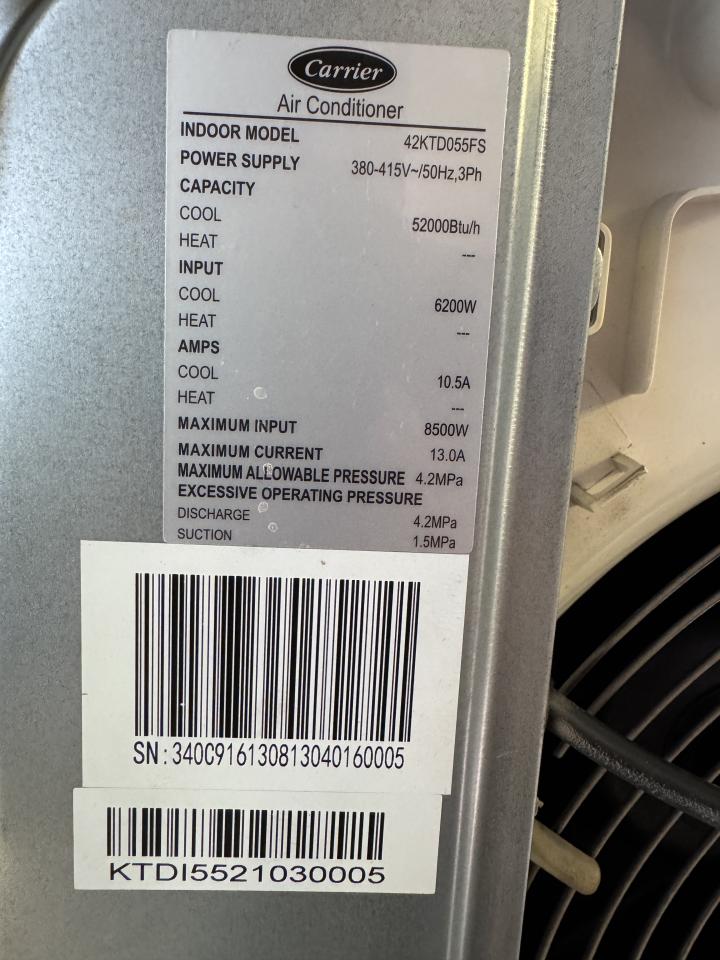 Carrier
Air Conditioner
INDOOR MODEL 42KTD055FS
POWER SUPPLY 380-415V~/50Hz,3Ph
CAPACITY
COOL 52000Btu/h
HEAT ---
INPUT
COOL 6200W
HEAT ---
AMPS
COOL 10.5A
HEAT ---
MAXIMUM INPUT 8500W
MAXIMUM CURRENT 13.0A
MAXIMUM ALLOWABLE PRESSURE 4.2MPa
EXCESSIVE OPERATING PRESSURE
DISCHARGE 4.2MPa
SUCTION 1.5MPa
SN:340C916130813040160005
KTDI5521030005